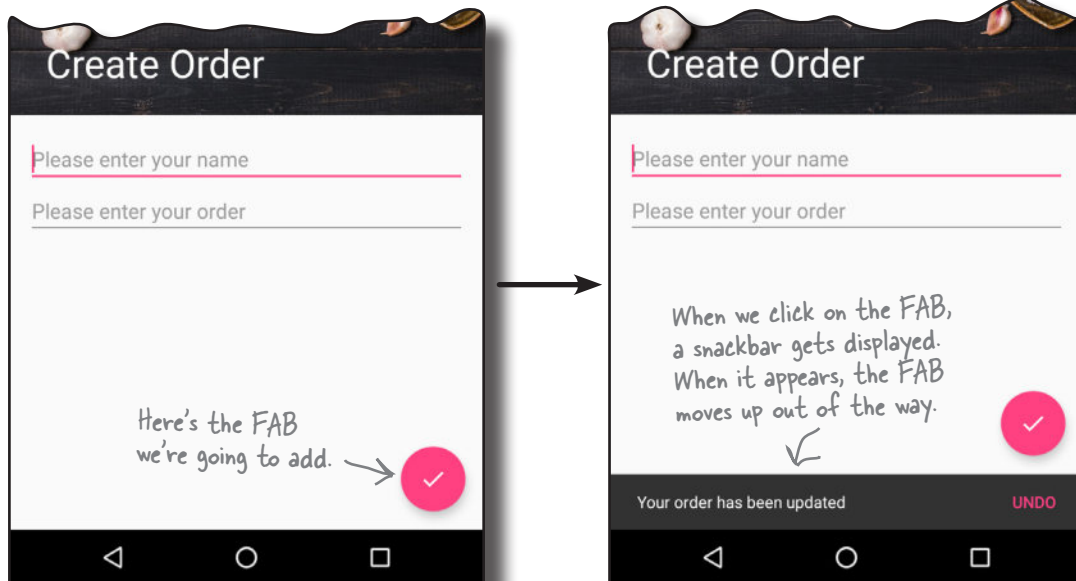 Create Order
Please enter your name
Please enter your order
Here's the FAB
we're going to add.
Create Order
Please enter your name
Please enter your order
When we click on the FAB,
a snackbar gets displayed.
When it appears, the FAB
moves up out of the way.
Your order has been updated UNDO